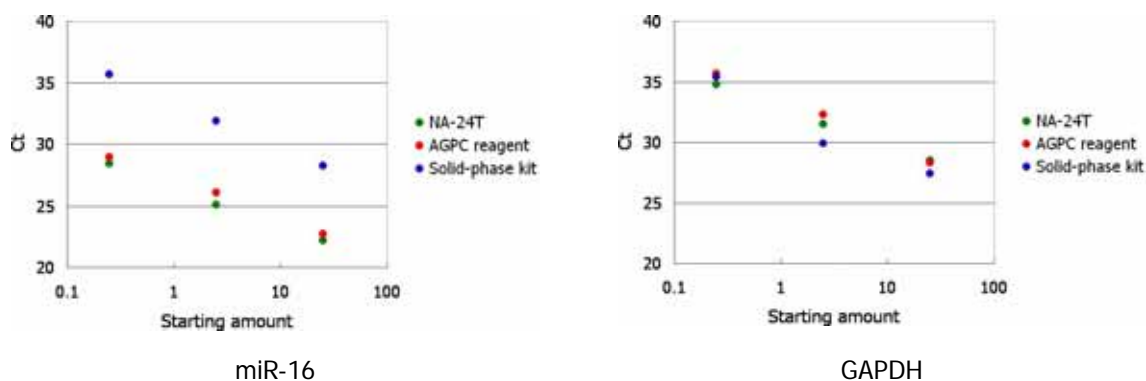 40
35
30
25
20
Ct
0.1 1 10 100
Starting amount
NA-24T
AGPC reagent
Solid-phase kit
miR-16
40
35
30
25
20
Ct
0.1 1 10 100
Starting amount
NA-24T
AGPC reagent
Solid-phase kit
GAPDH